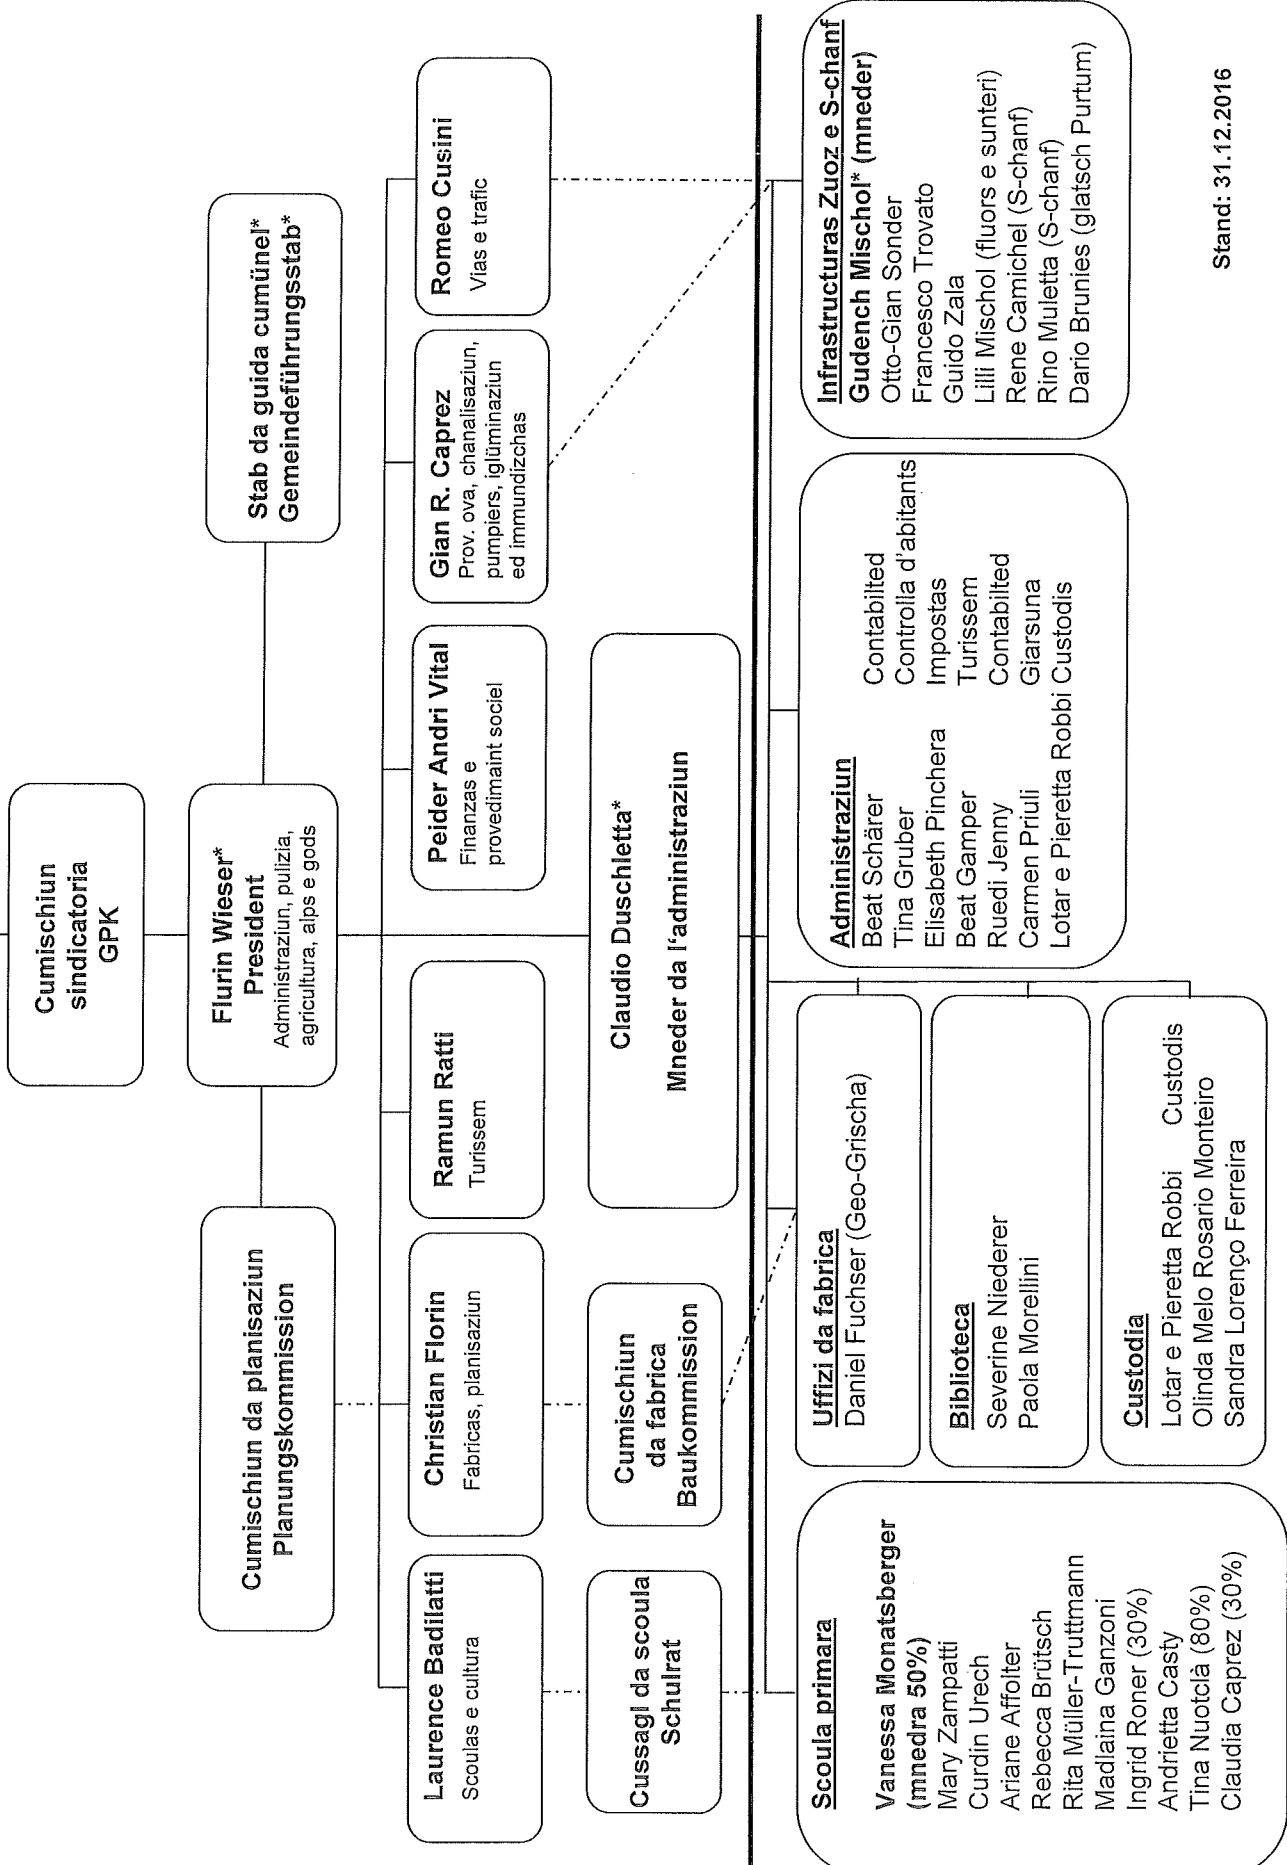 Cumischiun
sindicatoria
GPK
Cumischiun da planisaziun
Planungskommission
Flurin Wieser*
President
Administraziun, pulizia,
agricultura, alps e gods
Stab da guida cumünel*
Gemeindeführungsstab*
Laurence Badilatti
Scoulas e cultura
Christian Florin
Fabricas, planisaziun
Ramun Ratti
Turissem
Peider Andri Vital
Finanzas e
provedimaint sociel
Gian R. Caprez
Prov. ova, chanalisaziun,
pumpiers, iglüminaziun
ed immundizchas
Romeo Cusini
Vias e trafic
Cussagl da scoula
Schulrat
Cumischiun
da fabrica
Baukommission
Claudio Duschletta*
Mneder da l'administraziun
Scoula primara
Vanessa Monatsberger
(mnedra 50%)
Mary Zampatti
Curdin Urech
Ariane Affolter
Rebecca Brütsch
Rita Müller-Truttmann
Madlaina Ganzoni
Ingrid Roner (30%)
Andrietta Casty
Tina Nuotclà (80%)
Claudia Caprez (30%)
Uffizi da fabrica
Daniel Fuchser (Geo-Grischa)
Biblioteca
Severine Niederer
Paola Morellini
Custodia
Lotar e Pieretta Robbi Custodis
Olinda Melo Rosario Monteiro
Sandra Lorenço Ferreira
Administraziun
Beat Schärer Contabilted
Tina Gruber Controlla d'abitants
Elisabeth Pinchera Impostas
Beat Gamper Turissem
Ruedi Jenny Contabilted
Carmen Priuli Giarsuna
Lotar e Pieretta Robbi Custodis
Infrastructuras Zuoz e S-chanf
Gudench Mischol* (mneder)
Otto-Gian Sonder
Francesco Trovato
Guido Zala
Lilli Mischol (fluors e sunteri)
Rene Camichel (S-chanf)
Rino Muletta (S-chanf)
Dario Brunies (glatsch Purtum)
Stand: 31.12.2016